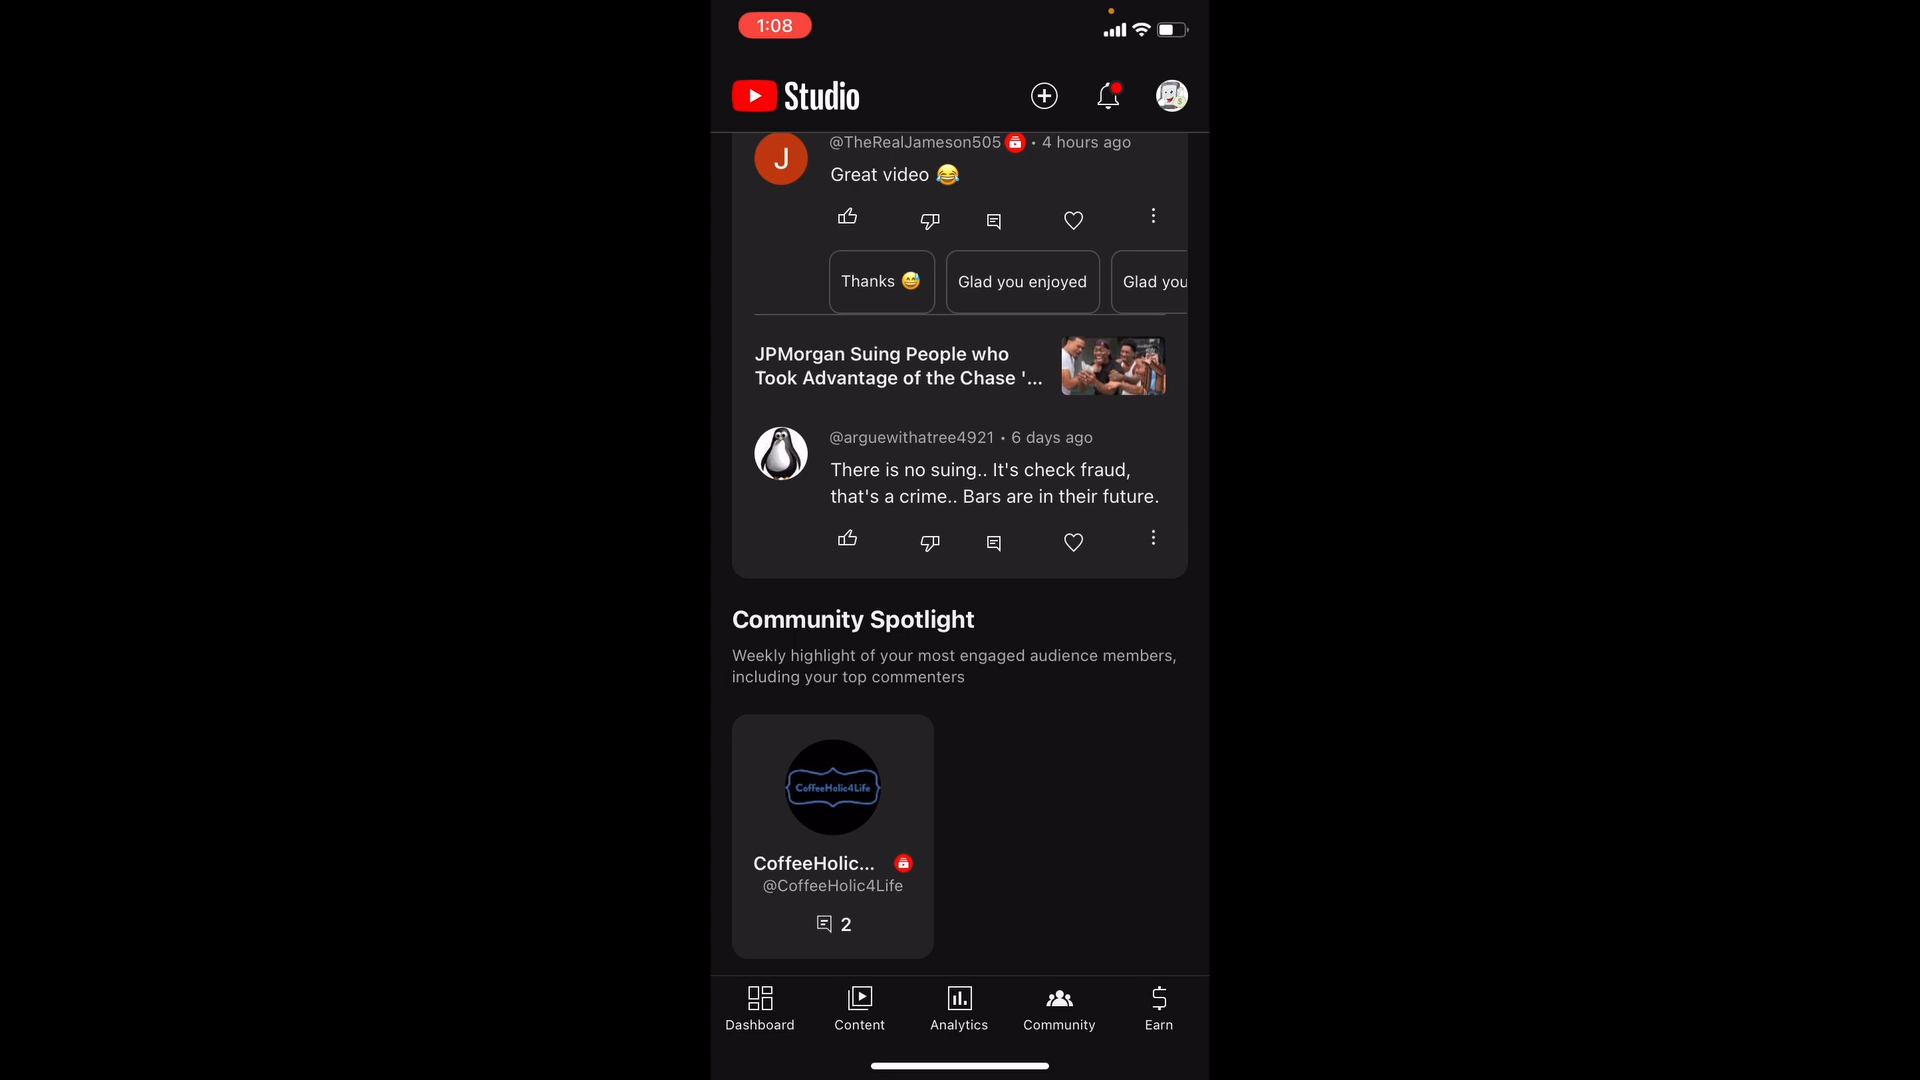 1:08
Studio
@TheRealJameson505 • 4 hours ago
J
Great video 😂
Thanks 😅
Glad you enjoyed
Glad you
JPMorgan Suing People who
Took Advantage of the Chase '...
@arguewithatree4921 • 6 days ago
There is no suing.. It's check fraud,
that's a crime.. Bars are in their future.
Community Spotlight
Weekly highlight of your most engaged audience members,
including your top commenters
CoffeeHolic4Life
CoffeeHolic...
@CoffeeHolic4Life
2
Dashboard
Content
Analytics
Community
Earn